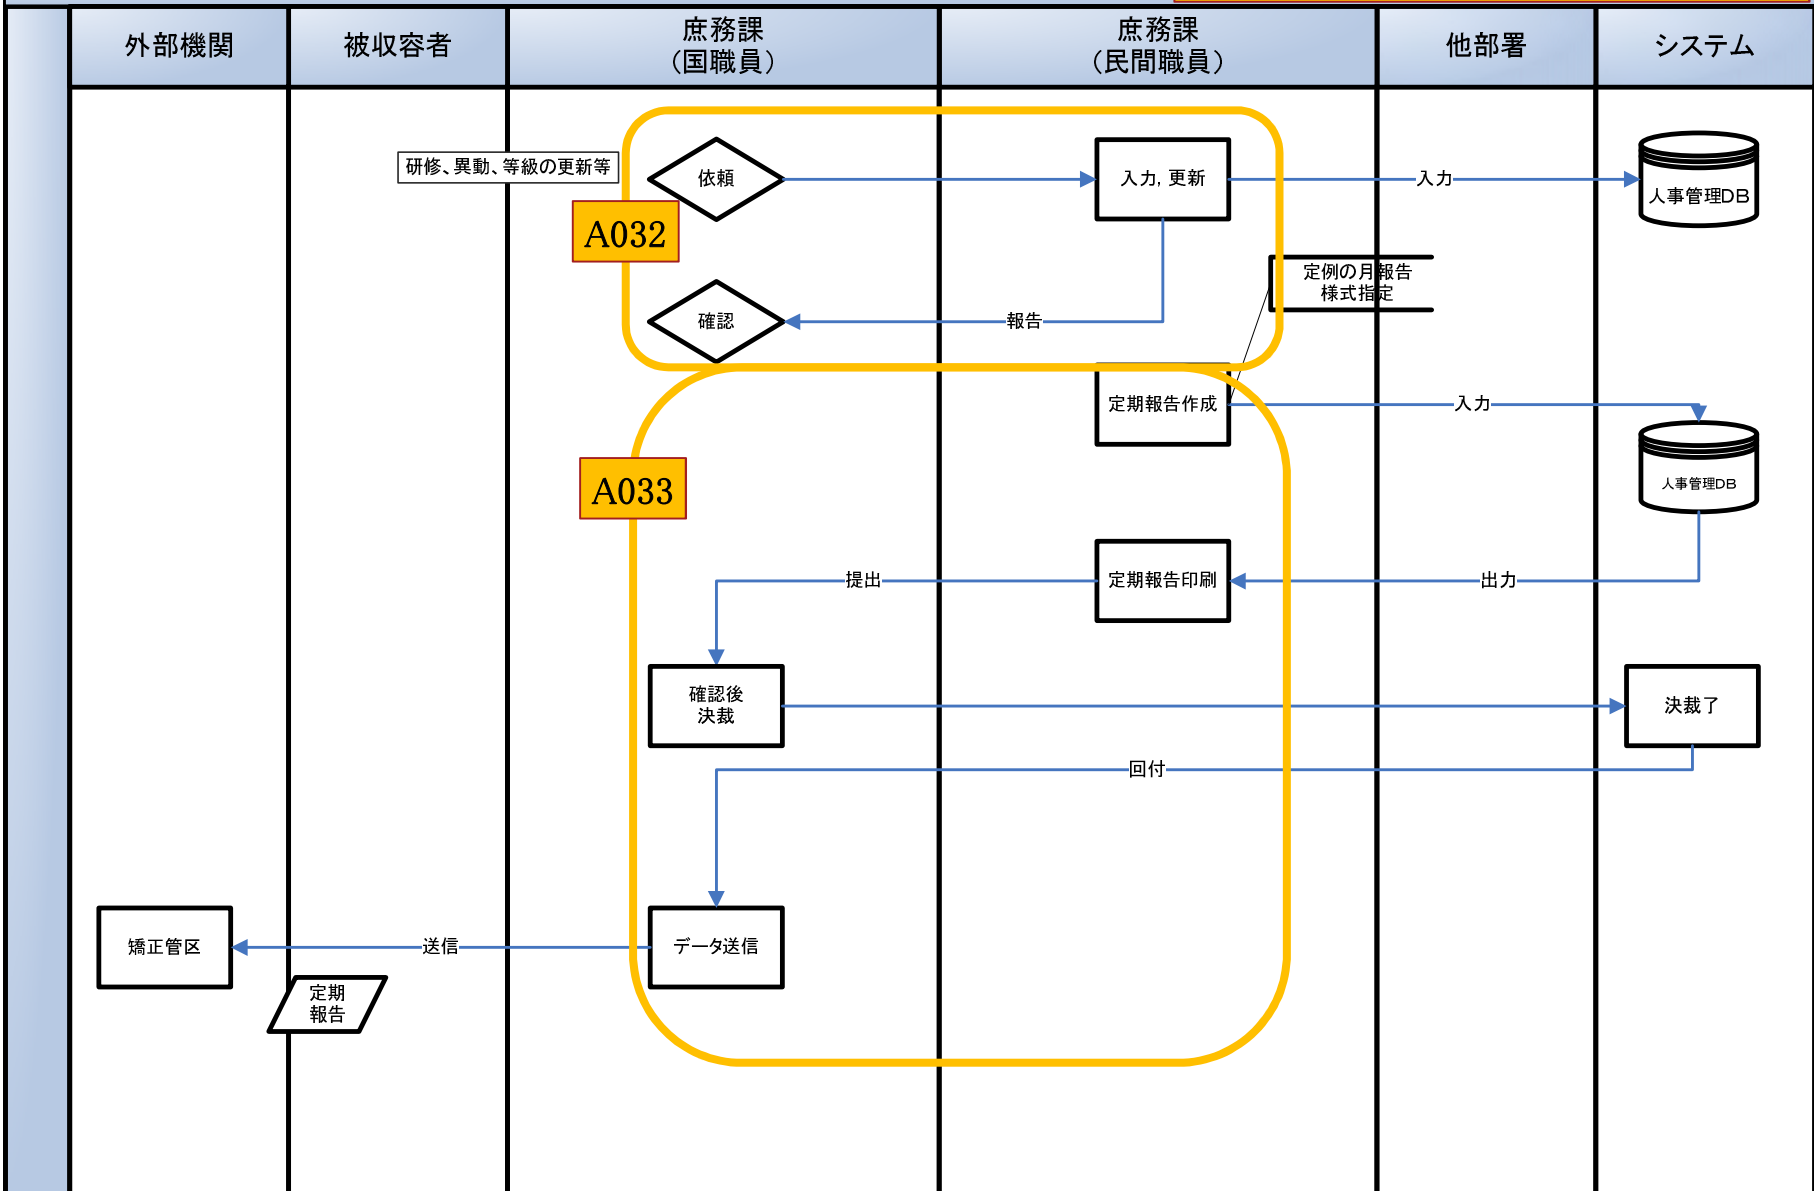 外部機関
被収容者
庶務課
（国職員）
庶務課
（民間職員）
他部署
システム
研修、異動、等級の更新等
依頼
入力，更新
入力
人事管理DB
A032
定例の月報告
様式指定
確認
報告
定期報告作成
入力
人事管理DB
A033
提出
定期報告印刷
出力
確認後
決裁
決裁了
回付
矯正管区
送信
データ送信
定期
報告